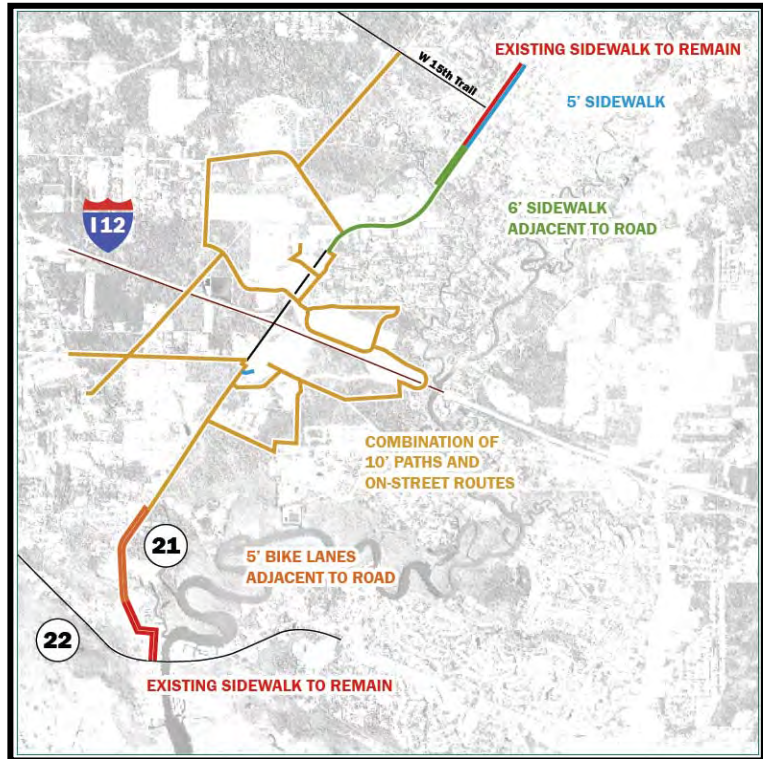 EXISTING SIDEWALK TO REMAIN
W 15th Trail
5' SIDEWALK
I 12
6' SIDEWALK
ADJACENT TO ROAD
COMBINATION OF
10' PATHS AND
ON-STREET ROUTES
21
5' BIKE LANES
ADJACENT TO ROAD
22
EXISTING SIDEWALK TO REMAIN